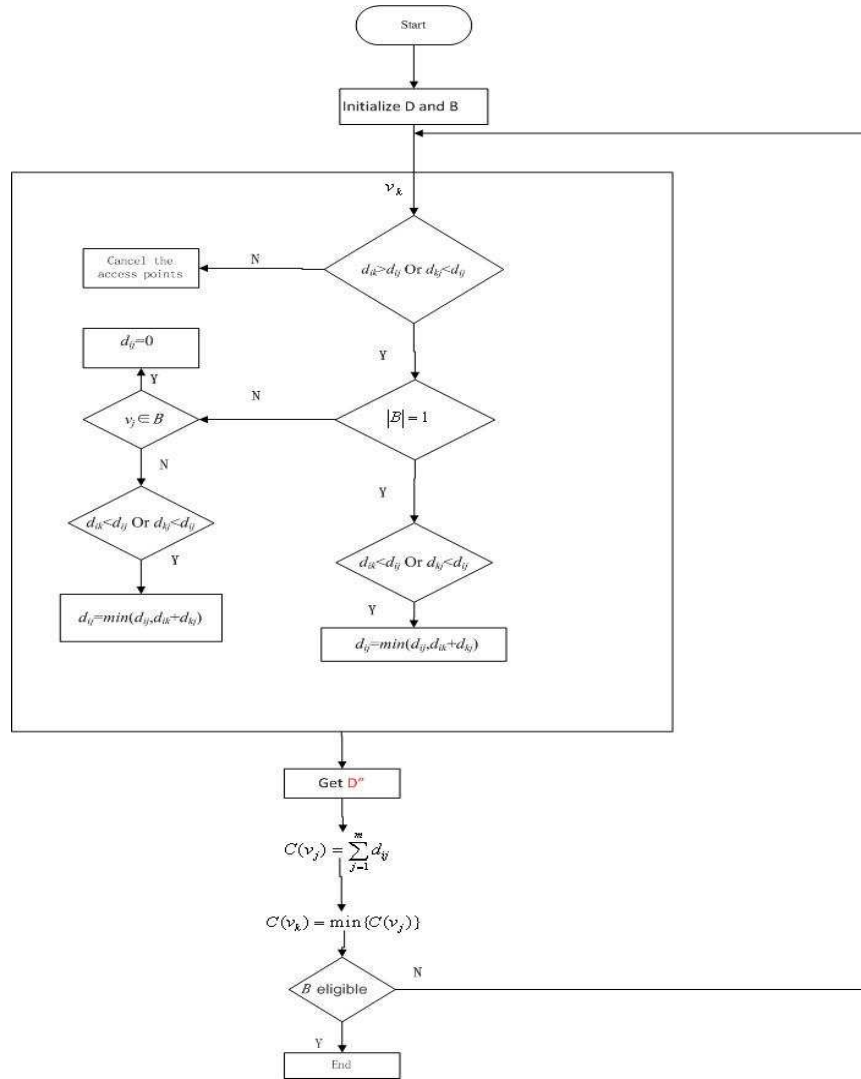 Start
Initialize D and B
v_k
Cancel the
access points
N
d_ik>d_ij Or d_kj<d_ij
Y
d_ij=0
Y
v_j∈B
N
|B|=1
N
Y
d_ik<d_ij Or d_kj<d_ij
Y
d_ik<d_ij Or d_kj<d_ij
Y
d_ij=min(d_ij,d_ik+d_kj)
d_ij=min(d_ij,d_ik+d_kj)
Get D"
C(v_j)=∑_{j=1}^{m} d_ij
C(v_k)=min{C(v_j)}
B eligible
N
Y
End